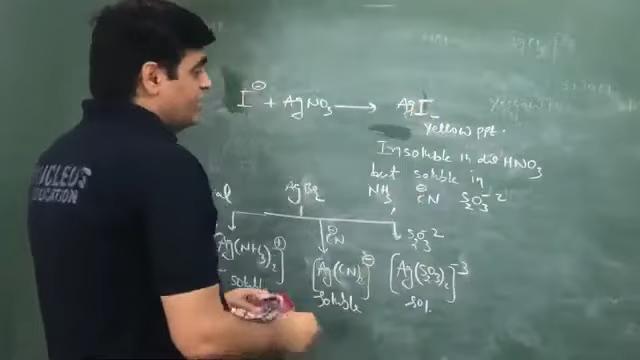 I⊖ + AgNO3 → AgI
Yellow ppt.
Insoluble in dil HNO3
but soluble in
NH3 ⊖CN S2O3^-2
AgBr
⊖CN S2O3^-2
[Ag(NH3)2]⊕ [Ag(CN)2]⊖ [Ag(S2O3)2]^-3
soluble soluble sol.
NUCLEUS
EDUCATION